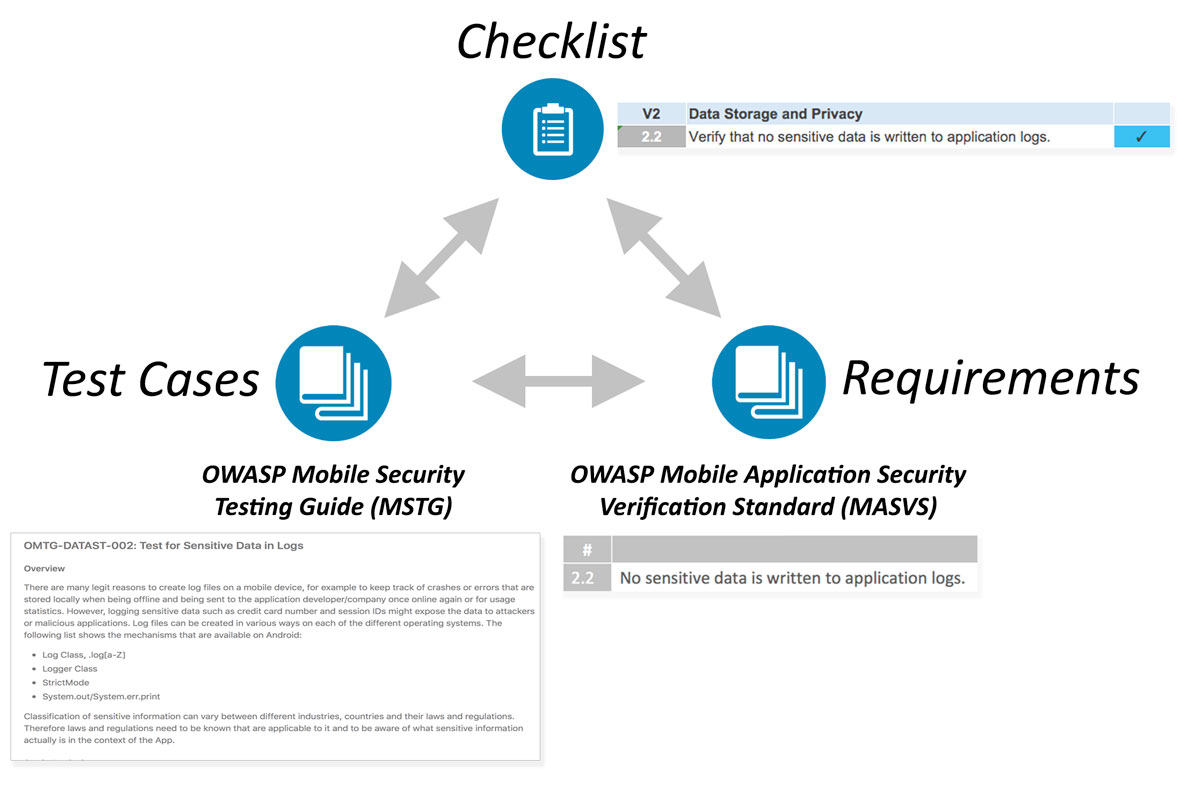 Checklist
V2 Data Storage and Privacy
2.2 Verify that no sensitive data is written to application logs. ✓
Test Cases
Requirements
OWASP Mobile Security
Testing Guide (MSTG)
OWASP Mobile Application Security
Verification Standard (MASVS)
OMTG-DATAST-002: Test for Sensitive Data in Logs
Overview
There are many legit reasons to create log files on a mobile device, for example to keep track of crashes or errors that are
stored locally when being offline and being sent to the application developer/company once online again or for usage
statistics. However, logging sensitive data such as credit card number and session IDs might expose the data to attackers
or malicious applications. Log files can be created in various ways on each of the different operating systems. The
following list shows the mechanisms that are available on Android:
• Log Class, .log[a-Z]
• Logger Class
• StrictMode
• System.out/System.err.print
Classification of sensitive information can vary between different industries, countries and their laws and regulations.
Therefore laws and regulations need to be known that are applicable to it and to be aware of what sensitive information
actually is in the context of the App.
#
2.2 No sensitive data is written to application logs.